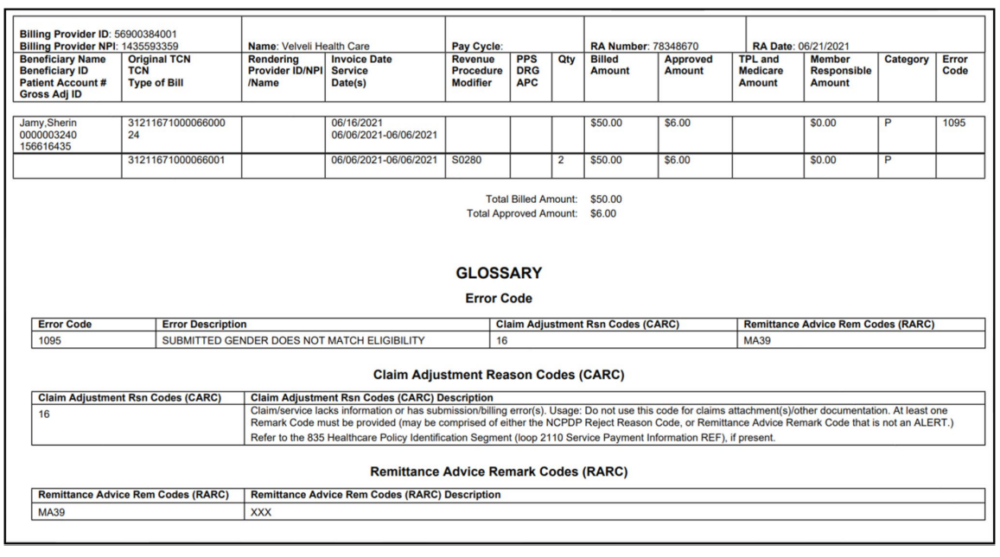 Billing Provider ID: 56900384001
Billing Provider NPI: 1435593359 Name: Velveli Health Care Pay Cycle: RA Number: 78348670 RA Date: 06/21/2021
Beneficiary Name Original TCN Rendering Invoice Date Revenue PPS Qty Billed Approved TPL and Member Category Error
Beneficiary ID TCN Provider ID/NPI Service Procedure DRG Amount Amount Medicare Responsible Code
Patient Account # Type of Bill /Name Date(s) Modifier APC Amount Amount
Gross Adj ID
Jamy,Sherin 31211671000066000 06/16/2021 $50.00 $6.00 $0.00 P 1095
0000003240 24 06/06/2021-06/06/2021
156616435
31211671000066001 06/06/2021-06/06/2021 S0280 2 $50.00 $6.00 $0.00 P
Total Billed Amount: $50.00
Total Approved Amount: $6.00
GLOSSARY
Error Code
Error Code Error Description Claim Adjustment Rsn Codes (CARC) Remittance Advice Rem Codes (RARC)
1095 SUBMITTED GENDER DOES NOT MATCH ELIGIBILITY 16 MA39
Claim Adjustment Reason Codes (CARC)
Claim Adjustment Rsn Codes (CARC) Claim Adjustment Rsn Codes (CARC) Description
16 Claim/service lacks information or has submission/billing error(s). Usage: Do not use this code for claims attachment(s)/other documentation. At least one
Remark Code must be provided (may be comprised of either the NCPDP Reject Reason Code, or Remittance Advice Remark Code that is not an ALERT.)
Refer to the 835 Healthcare Policy Identification Segment (loop 2110 Service Payment Information REF), if present.
Remittance Advice Remark Codes (RARC)
Remittance Advice Rem Codes (RARC) Remittance Advice Rem Codes (RARC) Description
MA39 XXX